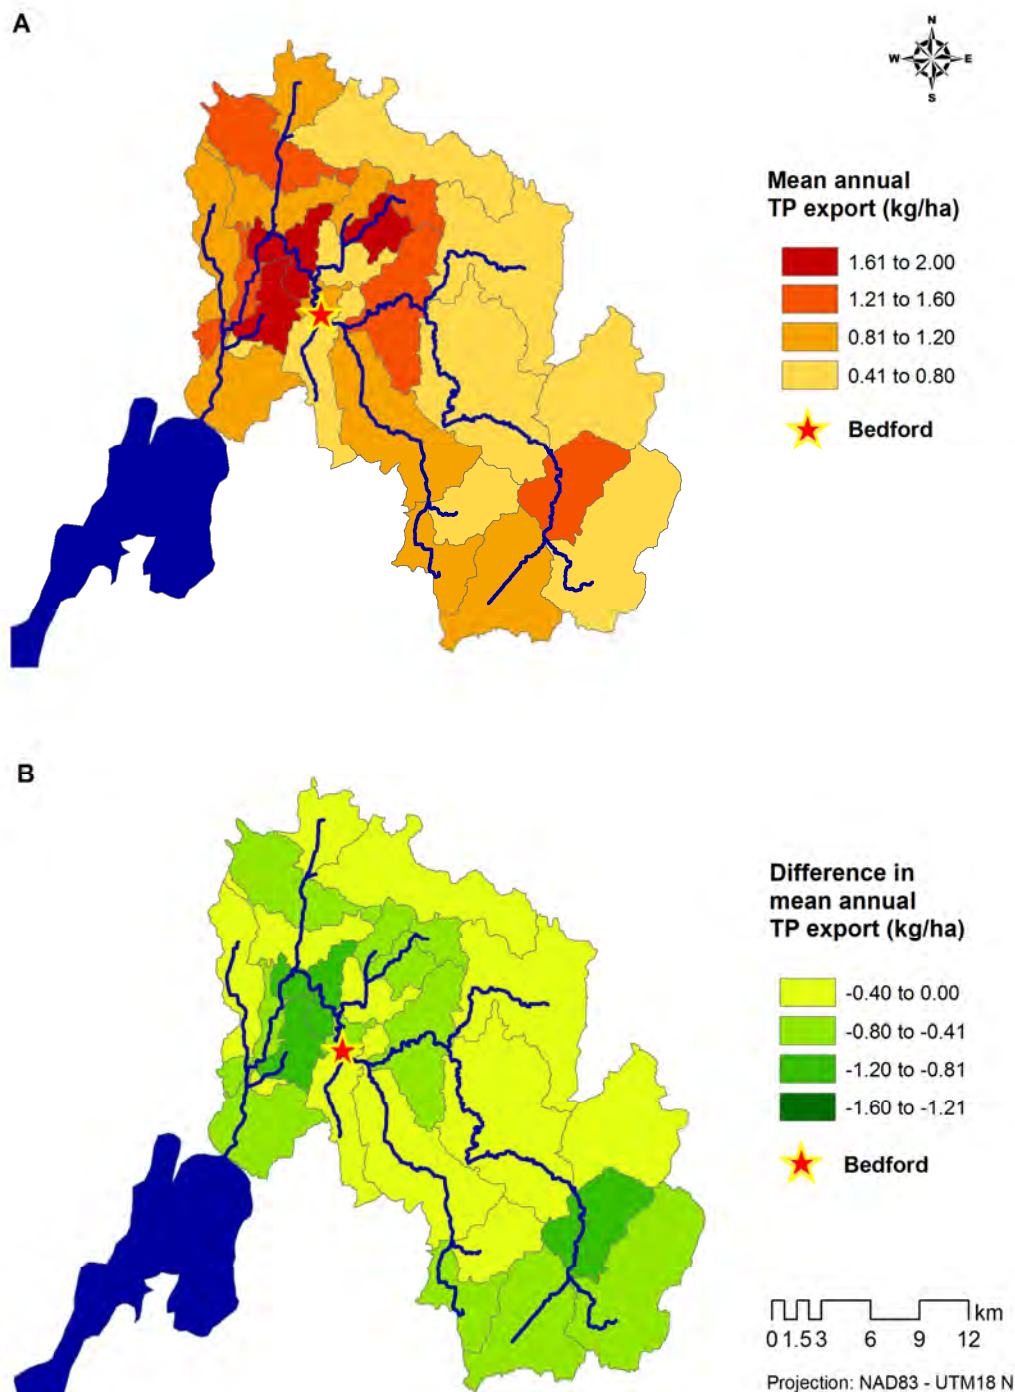 A
N
W E
S
Mean annual
TP export (kg/ha)
1.61 to 2.00
1.21 to 1.60
0.81 to 1.20
0.41 to 0.80
Bedford
B
Difference in
mean annual
TP export (kg/ha)
-0.40 to 0.00
-0.80 to -0.41
-1.20 to -0.81
-1.60 to -1.21
Bedford
km
0 1.5 3 6 9 12
Projection: NAD83 - UTM18 N